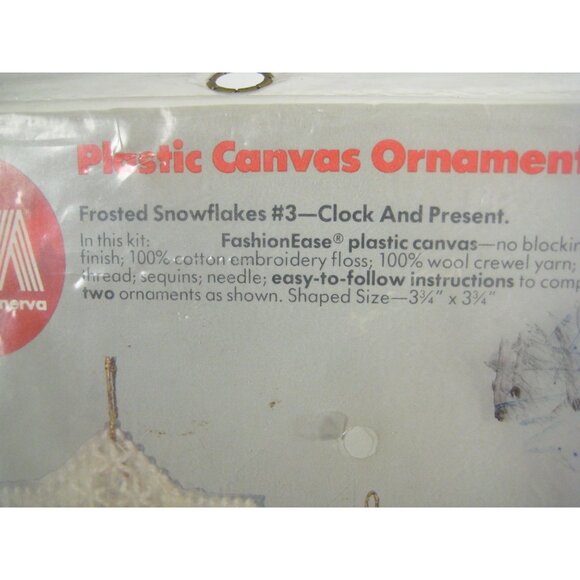 Plastic Canvas Ornament
Frosted Snowflakes #3—Clock And Present.
In this kit: FashionEase® plastic canvas—no blockin
finish; 100% cotton embroidery floss; 100% wool crewel yarn;
thread; sequins; needle; easy-to-follow instructions to comp
two ornaments as shown. Shaped Size—3¾" x 3¾"
nerva